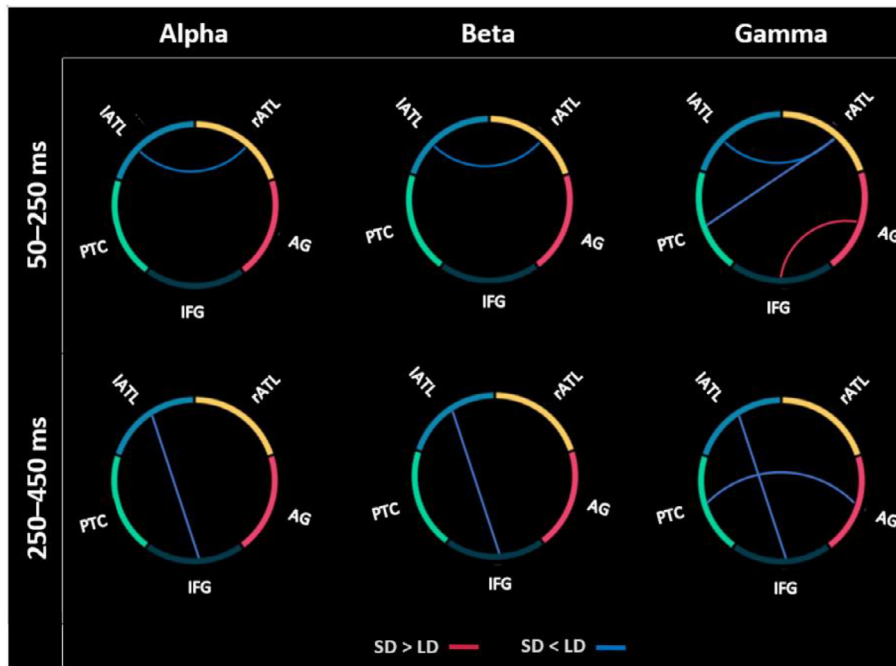 Alpha Beta Gamma
50–250 ms
lATL rATL PTC AG IFG
lATL rATL PTC AG IFG
lATL rATL PTC AG IFG
250–450 ms
lATL rATL PTC AG IFG
lATL rATL PTC AG IFG
lATL rATL PTC AG IFG
SD > LD SD < LD